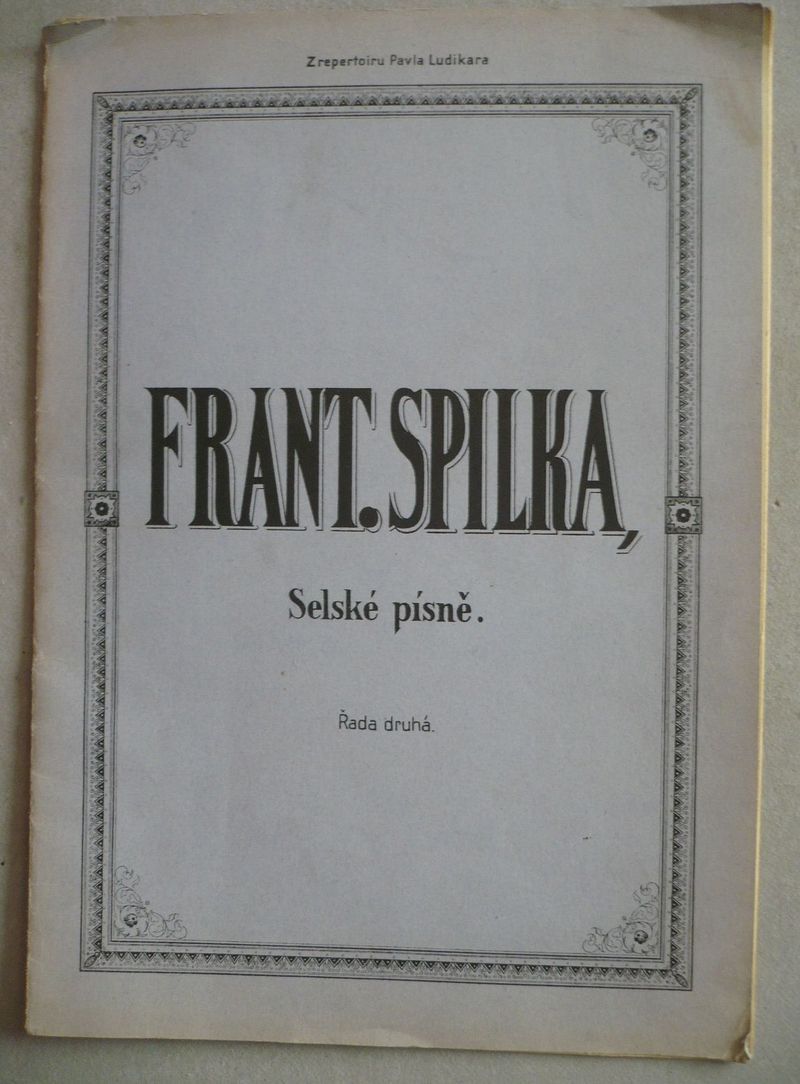 Z repertoiru Pavla Ludikara
FRANT. SPILKA,
Selské písně.
Řada druhá.